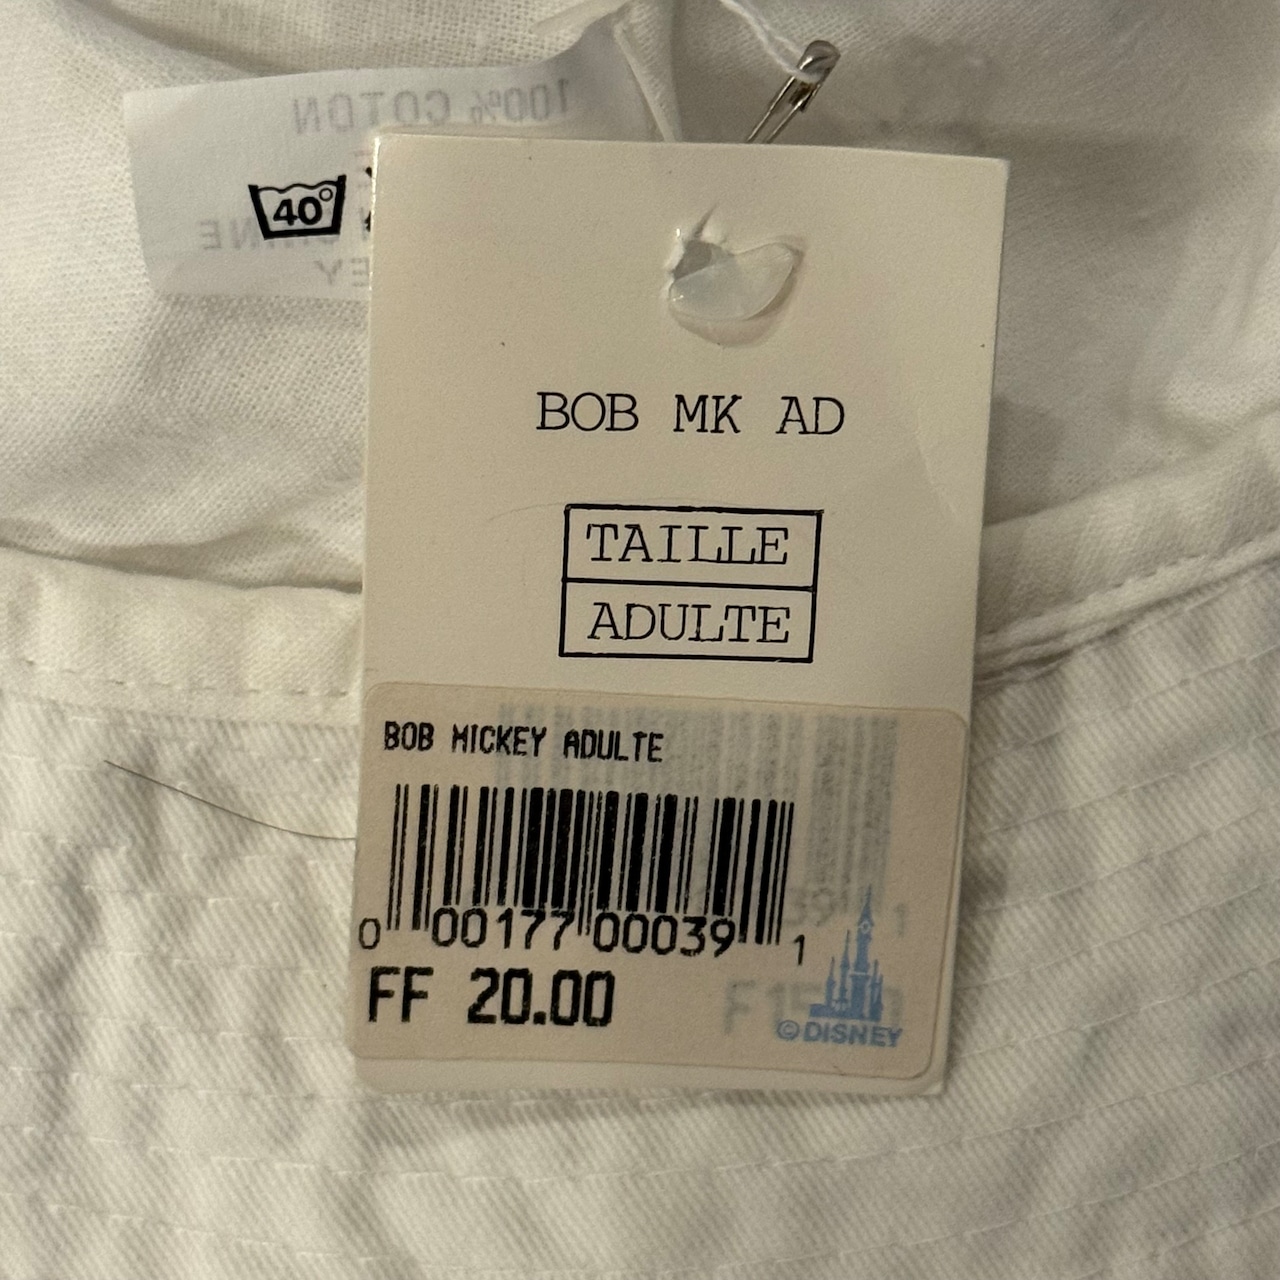 100% COTON
40°
BOB MK AD
TAILLE
ADULTE
BOB MICKEY ADULTE
0 00177 00039 1
FF 20.00
© DISNEY